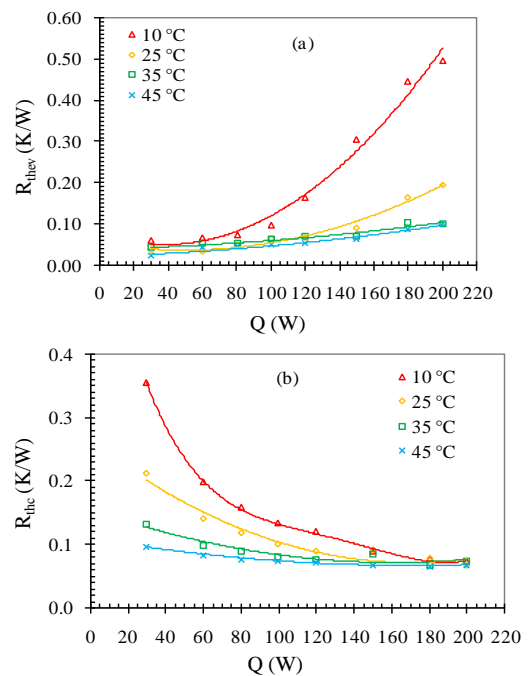 (a)
10 °C
25 °C
35 °C
45 °C
R_thev (K/W)
0.60
0.50
0.40
0.30
0.20
0.10
0.00
0 20 40 60 80 100 120 140 160 180 200 220
Q (W)
(b)
10 °C
25 °C
35 °C
45 °C
R_thc (K/W)
0.4
0.3
0.2
0.1
0.0
0 20 40 60 80 100 120 140 160 180 200 220
Q (W)